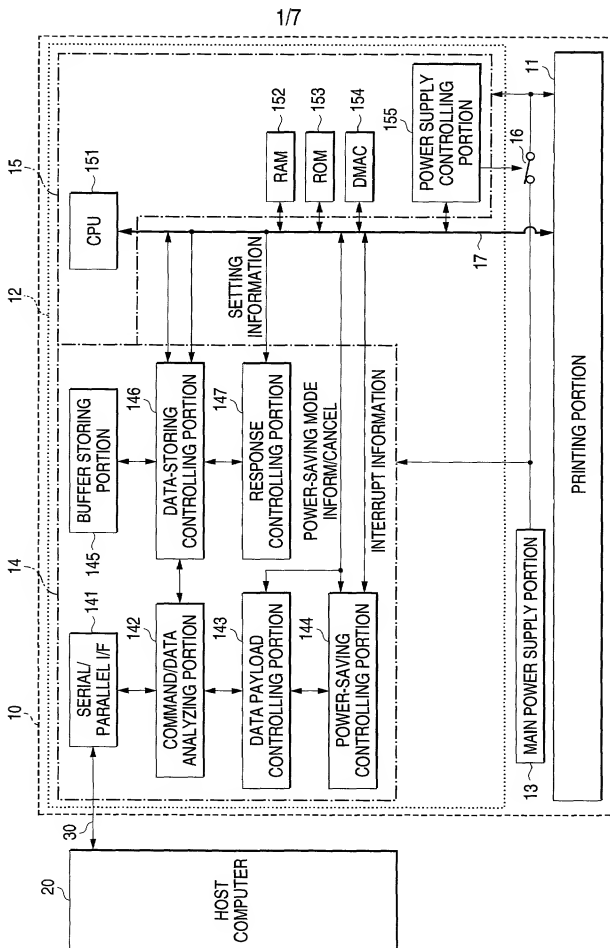 1/7
10
14
12
15
141
SERIAL/
PARALLEL I/F
BUFFER STORING
PORTION
145
CPU
151
30
20
HOST
COMPUTER
142
COMMAND/DATA
ANALYZING PORTION
146
DATA-STORING
CONTROLLING PORTION
143
DATA PAYLOAD
CONTROLLING PORTION
147
RESPONSE
CONTROLLING PORTION
SETTING
INFORMATION
144
POWER-SAVING
CONTROLLING PORTION
POWER-SAVING MODE
INFORM/CANCEL
INTERRUPT INFORMATION
RAM
152
ROM
153
DMAC
154
155
POWER SUPPLY
CONTROLLING
PORTION
17
16
13
MAIN POWER SUPPLY PORTION
11
PRINTING PORTION